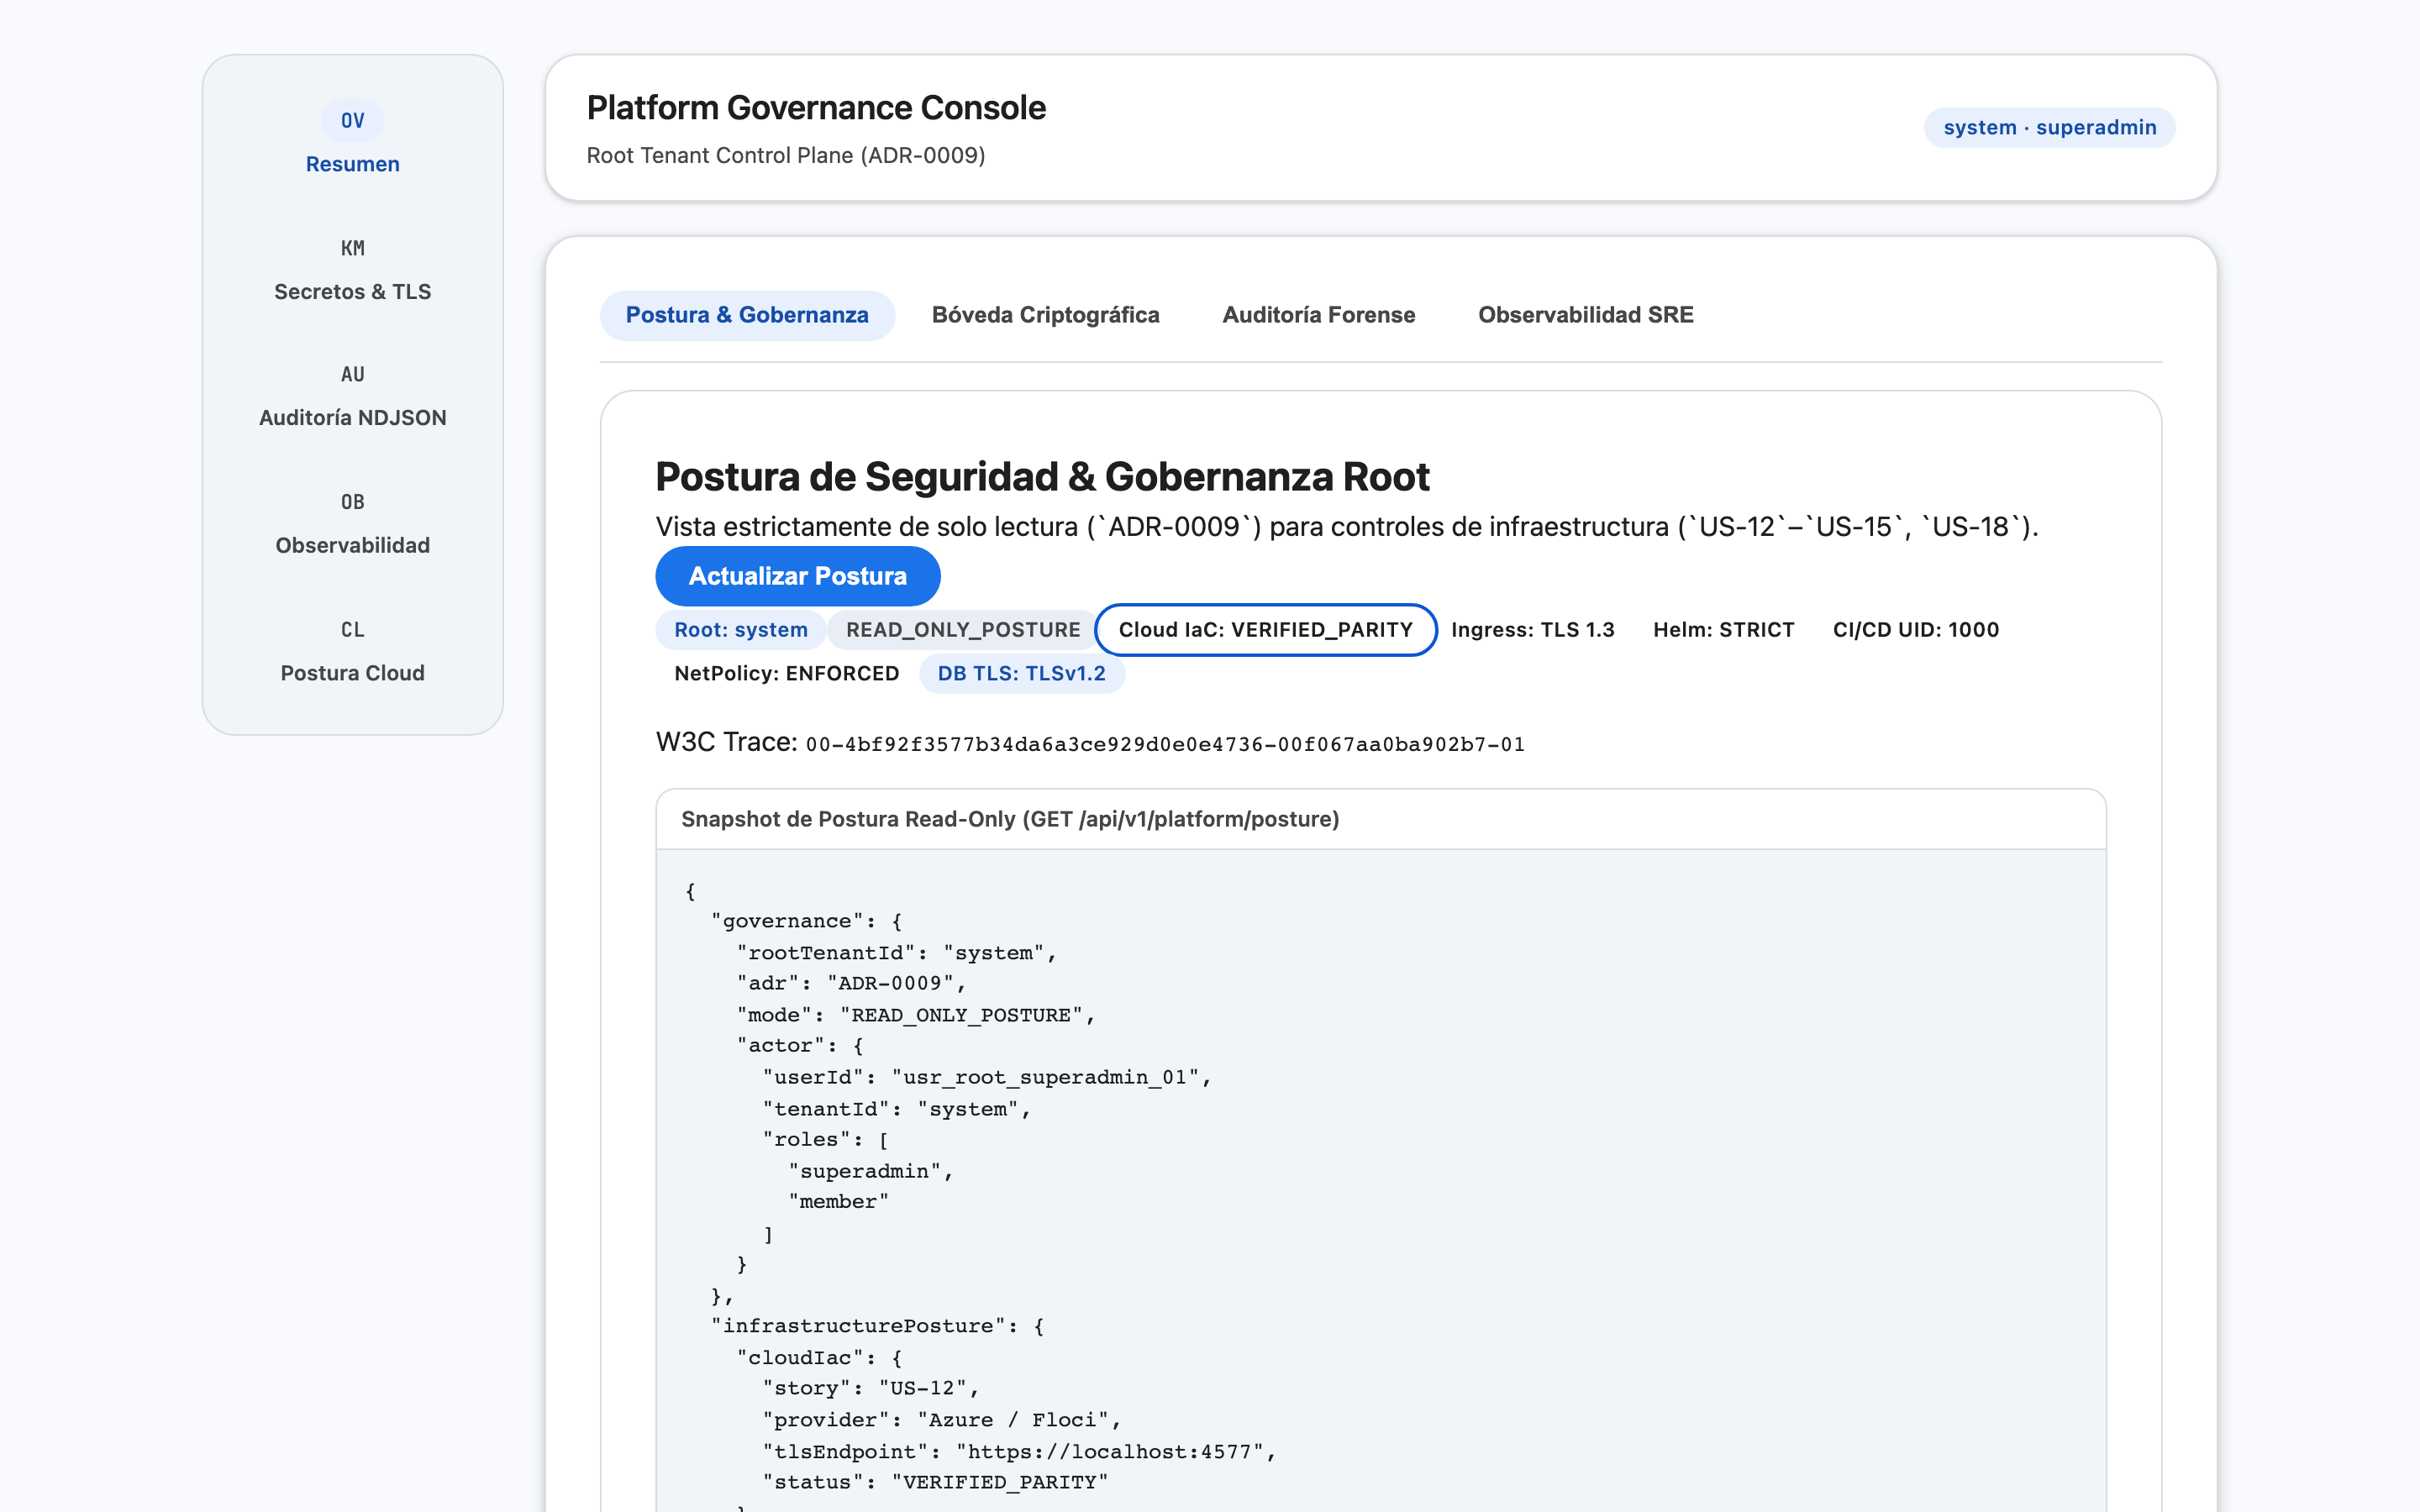 OV
Resumen
KM
Secretos & TLS
AU
Auditoría NDJSON
OB
Observabilidad
CL
Postura Cloud
Platform Governance Console
Root Tenant Control Plane (ADR-0009)
system · superadmin
Postura & Gobernanza Bóveda Criptográfica Auditoría Forense Observabilidad SRE
Postura de Seguridad & Gobernanza Root
Vista estrictamente de solo lectura (`ADR-0009`) para controles de infraestructura (`US-12`–`US-15`, `US-18`).
Actualizar Postura
Root: system READ_ONLY_POSTURE Cloud IaC: VERIFIED_PARITY Ingress: TLS 1.3 Helm: STRICT CI/CD UID: 1000
NetPolicy: ENFORCED DB TLS: TLSv1.2
W3C Trace: 00-4bf92f3577b34da6a3ce929d0e0e4736-00f067aa0ba902b7-01
Snapshot de Postura Read-Only (GET /api/v1/platform/posture)
{
  "governance": {
    "rootTenantId": "system",
    "adr": "ADR-0009",
    "mode": "READ_ONLY_POSTURE",
    "actor": {
      "userId": "usr_root_superadmin_01",
      "tenantId": "system",
      "roles": [
        "superadmin",
        "member"
      ]
    }
  },
  "infrastructurePosture": {
    "cloudIac": {
      "story": "US-12",
      "provider": "Azure / Floci",
      "tlsEndpoint": "https://localhost:4577",
      "status": "VERIFIED_PARITY"